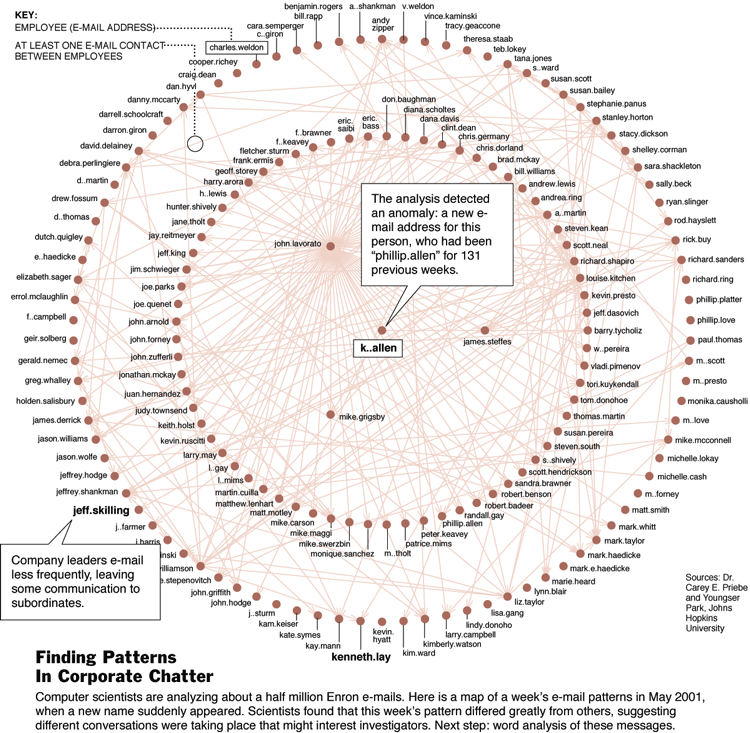 KEY:
EMPLOYEE (E-MAIL ADDRESS)
AT LEAST ONE E-MAIL CONTACT
BETWEEN EMPLOYEES
benjamin.rogers
a..shankman
v.weldon
bill.rapp
andy
zipper
vince.kaminski
cara.semperger
tracy.geaccone
c..giron
theresa.staab
charles.weldon
teb.lokey
cooper.richey
tana.jones
craig.dean
s..ward
dan.hyvl
susan.scott
danny.mccarty
susan.bailey
darrell.schoolcraft
stephanie.panus
darron.giron
stanley.horton
david.delainey
stacy.dickson
debra.perlingiere
shelley.corman
d..martin
sara.shackleton
drew.fossum
sally.beck
d..thomas
ryan.slinger
dutch.quigley
rod.hayslett
e..haedicke
rick.buy
elizabeth.sager
richard.sanders
errol.mclaughlin
richard.ring
f..campbell
phillip.platter
geir.solberg
phillip.love
gerald.nemec
paul.thomas
greg.whalley
m..scott
holden.salisbury
m..presto
james.derrick
monika.causholli
jason.williams
m..love
jason.wolfe
mike.mcconnell
jeffrey.hodge
michelle.lokay
jeffrey.shankman
michelle.cash
jeff.skilling
m..forney
j..farmer
matt.smith
j.harris
mark.whitt
inski
mark.taylor
williamson
mark.haedicke
e.stepenovitch
mark.e.haedicke
john.griffith
marie.heard
john.hodge
lynn.blair
j..sturm
liz.taylor
kam.keiser
lisa.gang
kate.symes
lindy.donoho
kay.mann
larry.campbell
kenneth.lay
kimberly.watson
kevin.
hyatt
kim.ward
don.baughman
diana.scholtes
eric.
saibi
eric.
bass
dana.davis
f..brawner
clint.dean
f..keavey
chris.germany
fletcher.sturm
chris.dorland
frank.ermis
brad.mckay
geoff.storey
bill.williams
harry.arora
andrew.lewis
h..lewis
andrea.ring
hunter.shively
a..martin
jane.tholt
steven.kean
jay.reitmeyer
scott.neal
jeff.king
richard.shapiro
jim.schwieger
louise.kitchen
joe.parks
kevin.presto
joe.quenet
jeff.dasovich
john.arnold
barry.tycholiz
john.forney
w..pereira
john.zufferli
vladi.pimenov
jonathan.mckay
tori.kuykendall
juan.hernandez
tom.donohoe
judy.townsend
thomas.martin
keith.holst
susan.pereira
kevin.ruscitti
steven.south
larry.may
s..shively
l..gay
scott.hendrickson
l..mims
sandra.brawner
martin.cuilla
robert.benson
matthew.lenhart
robert.badeer
matt.motley
randall.gay
mike.carson
phillip.allen
mike.maggi
peter.keavey
mike.swerzbin
patrice.mims
monique.sanchez
m..tholt
john.lavorato
The analysis detected
an anomaly: a new e-
mail address for this
person, who had been
“phillip.allen” for 131
previous weeks.
k..allen
james.steffes
mike.grigsby
Company leaders e-mail
less frequently, leaving
some communication to
subordinates.
Sources: Dr.
Carey E. Priebe
and Youngser
Park, Johns
Hopkins
University
Finding Patterns
In Corporate Chatter
Computer scientists are analyzing about a half million Enron e-mails. Here is a map of a week’s e-mail patterns in May 2001,
when a new name suddenly appeared. Scientists found that this week’s pattern differed greatly from others, suggesting
different conversations were taking place that might interest investigators. Next step: word analysis of these messages.